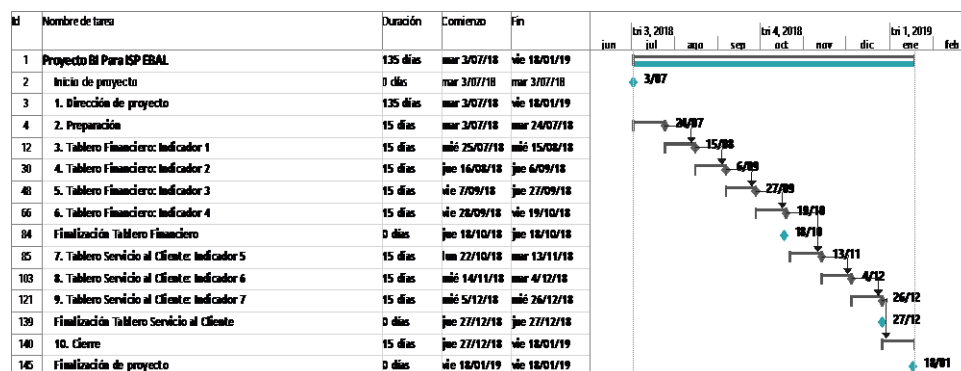 Id Nombre de tarea Duración Comienzo Fin
tri 3, 2018 tri 4, 2018 tri 1, 2019
jun jul ago sep oct nov dic ene feb
1 Proyecto BI Para ISP EBAL 135 días mar 3/07/18 vie 18/01/19
2 Inicio de proyecto 0 días mar 3/07/18 mar 3/07/18 3/07
3 1. Dirección de proyecto 135 días mar 3/07/18 vie 18/01/19
4 2. Preparación 15 días mar 3/07/18 mar 24/07/18 24/07
12 3. Tablero Financiero: Indicador 1 15 días mié 25/07/18 mié 15/08/18 15/08
30 4. Tablero Financiero: Indicador 2 15 días jue 16/08/18 jue 6/09/18 6/09
48 5. Tablero Financiero: Indicador 3 15 días vie 7/09/18 jue 27/09/18 27/09
66 6. Tablero Financiero: Indicador 4 15 días vie 28/09/18 vie 19/10/18 19/10
84 Finalización Tablero Financiero 0 días jue 18/10/18 jue 18/10/18 18/10
85 7. Tablero Servicio al Cliente: Indicador 5 15 días lun 22/10/18 mar 13/11/18 13/11
103 8. Tablero Servicio al Cliente: Indicador 6 15 días mié 14/11/18 mar 4/12/18 4/12
121 9. Tablero Servicio al Cliente: Indicador 7 15 días mié 5/12/18 mié 26/12/18 26/12
139 Finalización Tablero Servicio al Cliente 0 días jue 27/12/18 jue 27/12/18 27/12
140 10. Cierre 15 días jue 27/12/18 vie 18/01/19
145 Finalización de proyecto 0 días vie 18/01/19 vie 18/01/19 18/01